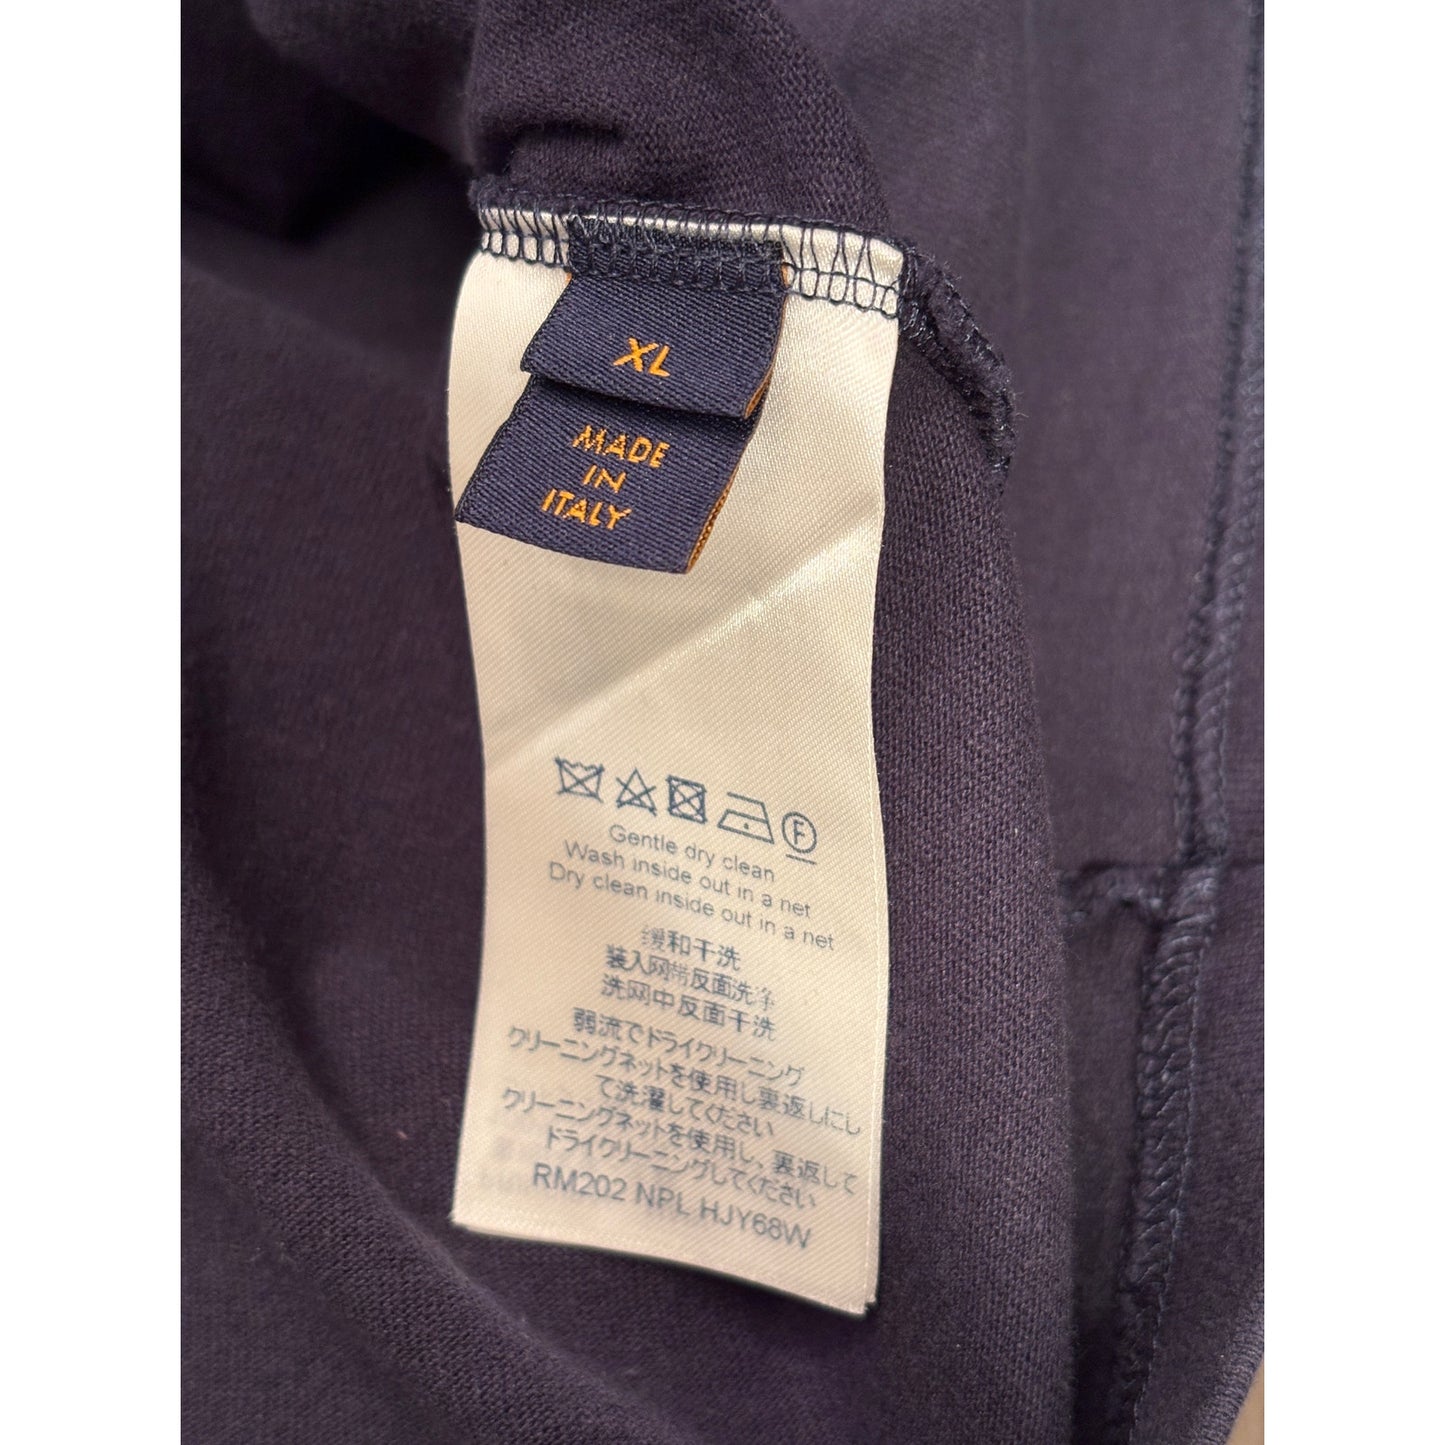 XL
MADE
IN
ITALY
F
Gentle dry clean
Wash inside out in a net
Dry clean inside out in a net
缓和干洗
装入网带反面洗净
洗网中反面干洗
弱流でドライクリーニング
クリーニングネットを使用し裏返しにし
て洗濯してください
クリーニングネットを使用し、裏返して
ドライクリーニングしてください
RM202 NPL HJY68W